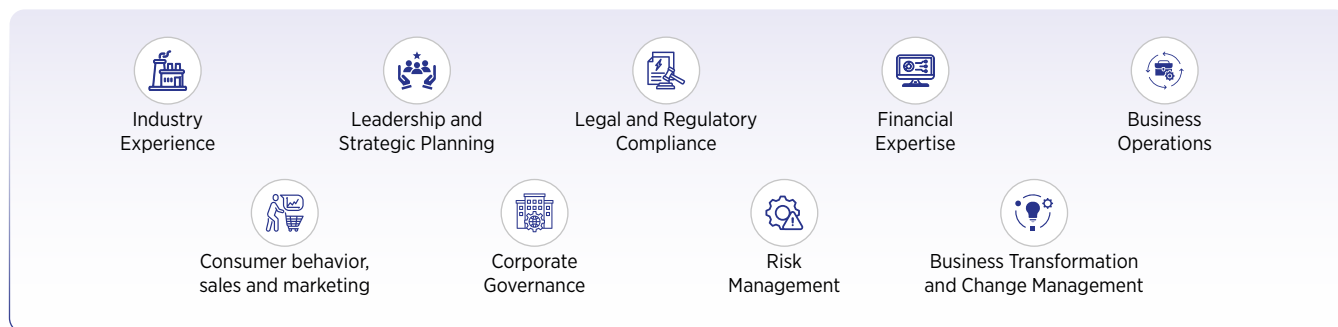 Industry
Experience
Leadership and
Strategic Planning
Legal and Regulatory
Compliance
Financial
Expertise
Business
Operations
Consumer behavior,
sales and marketing
Corporate
Governance
Risk
Management
Business Transformation
and Change Management